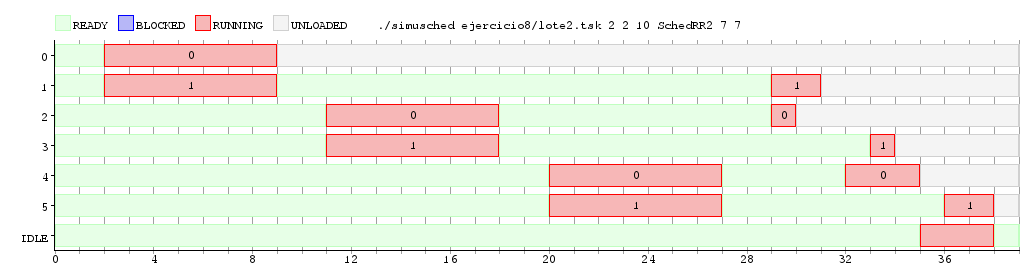 READY BLOCKED RUNNING UNLOADED ./simusched ejercicio8/lote2.tsk 2 2 10 SchedRR2 7 7
0 0
1 1 1
2 0 0
3 1 1
4 0 0
5 1 1
IDLE
0 4 8 12 16 20 24 28 32 36